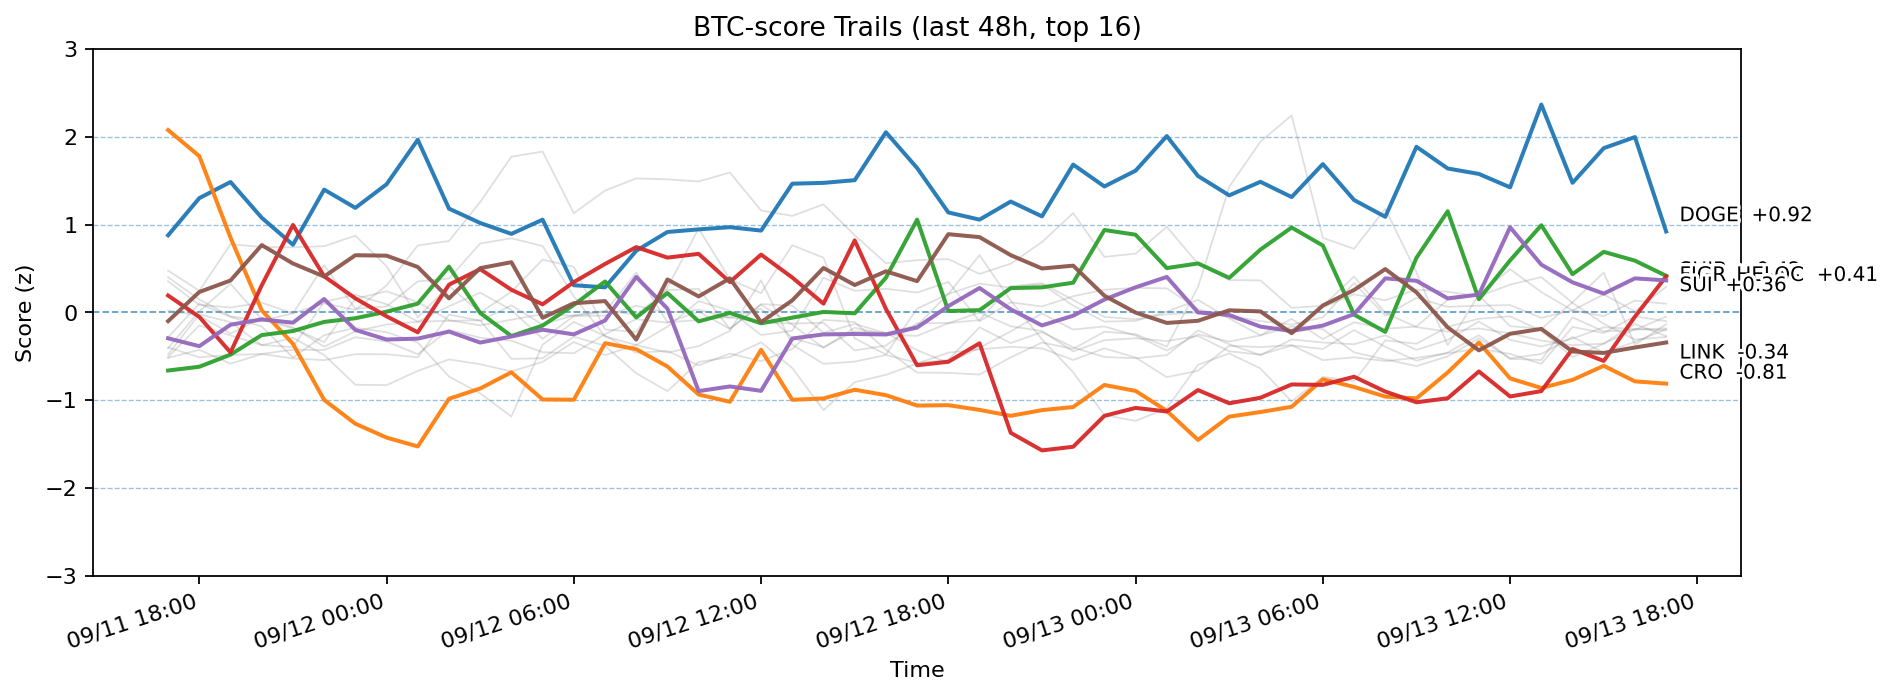 BTC-score Trails (last 48h, top 16)
Score (z)
3
2
1
0
−1
−2
−3
DOGE +0.92
+0.41
SUI +0.36
LINK -0.34
CRO -0.81
09/11 18:00
09/12 00:00
09/12 06:00
09/12 12:00
09/12 18:00
09/13 00:00
09/13 06:00
09/13 12:00
09/13 18:00
Time